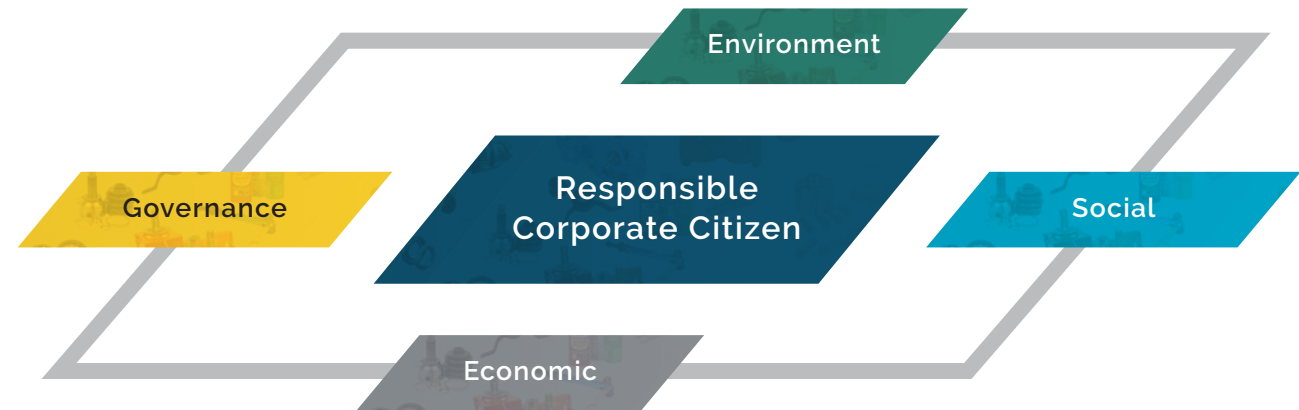 Environment
Governance
Responsible
Corporate Citizen
Social
Economic